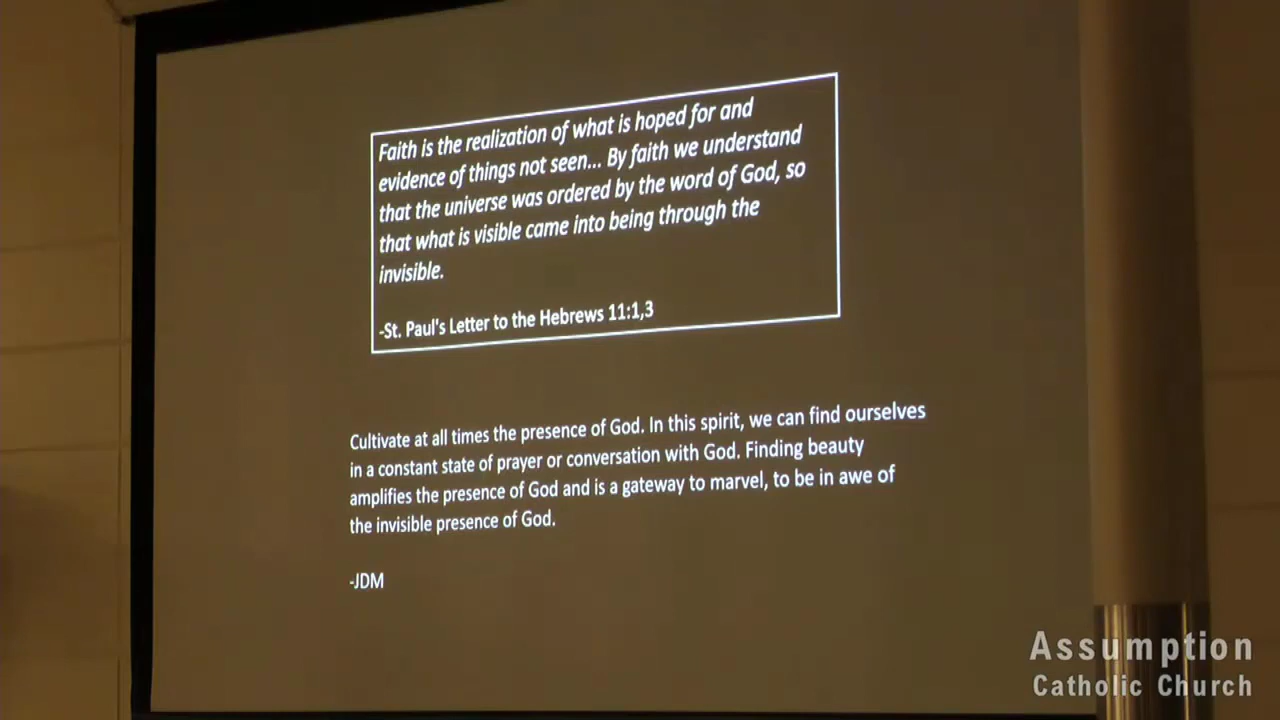 Faith is the realization of what is hoped for and
evidence of things not seen... By faith we understand
that the universe was ordered by the word of God, so
that what is visible came into being through the
invisible.
-St. Paul's Letter to the Hebrews 11:1,3
Cultivate at all times the presence of God. In this spirit, we can find ourselves
in a constant state of prayer or conversation with God. Finding beauty
amplifies the presence of God and is a gateway to marvel, to be in awe of
the invisible presence of God.
-JDM
Assumption
Catholic Church